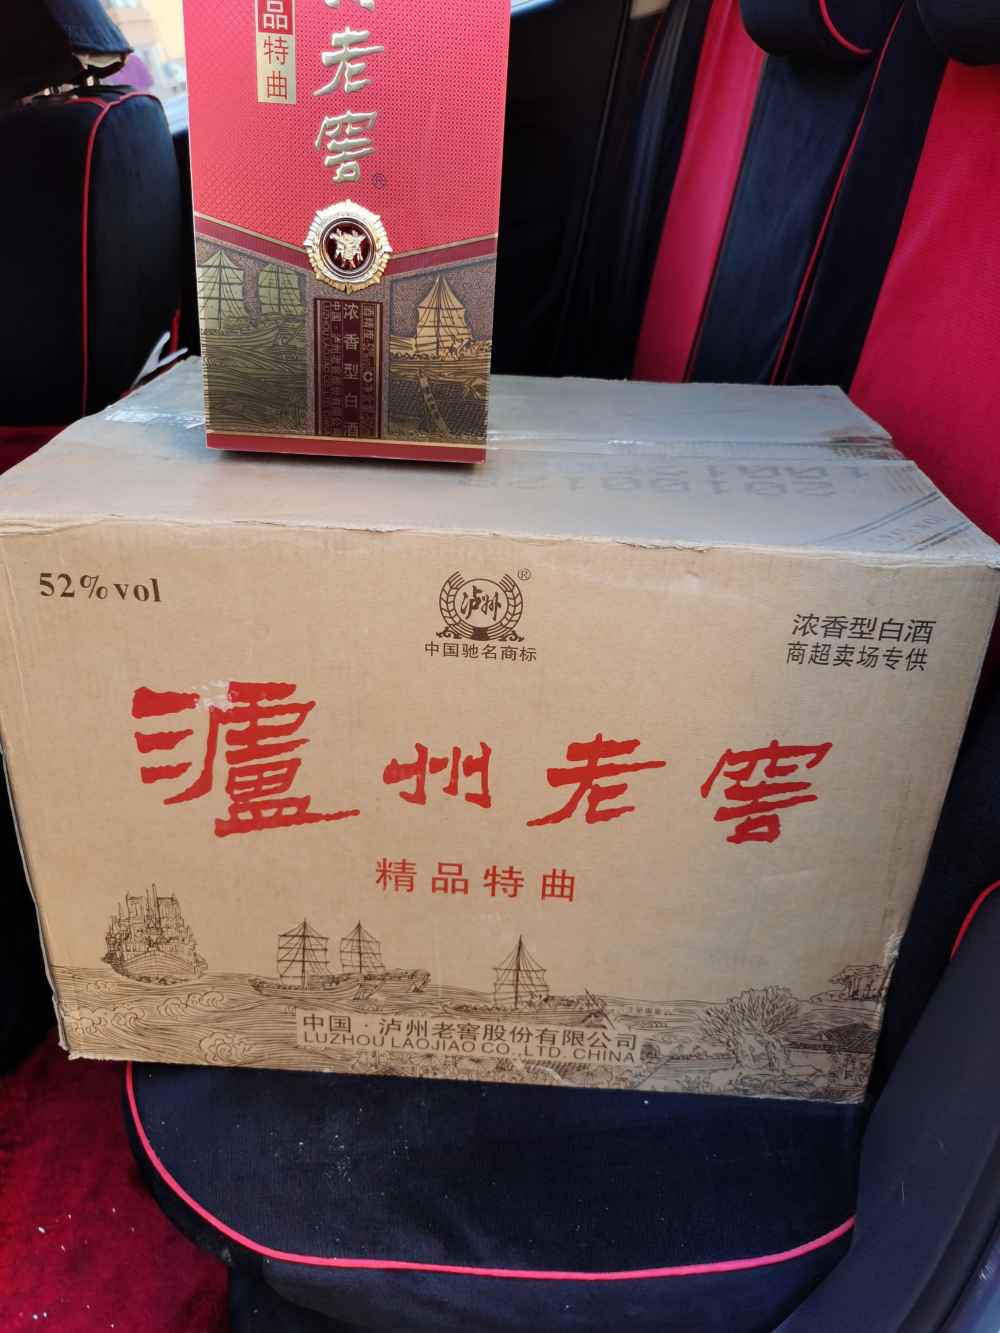 品特曲
老窖®
浓香型白酒
52%vol
泸州®
中国驰名商标
浓香型白酒
商超卖场专供
泸州老窖
精品特曲
中国·泸州老窖股份有限公司
LUZHOU LAOJIAO CO.,LTD. CHINA